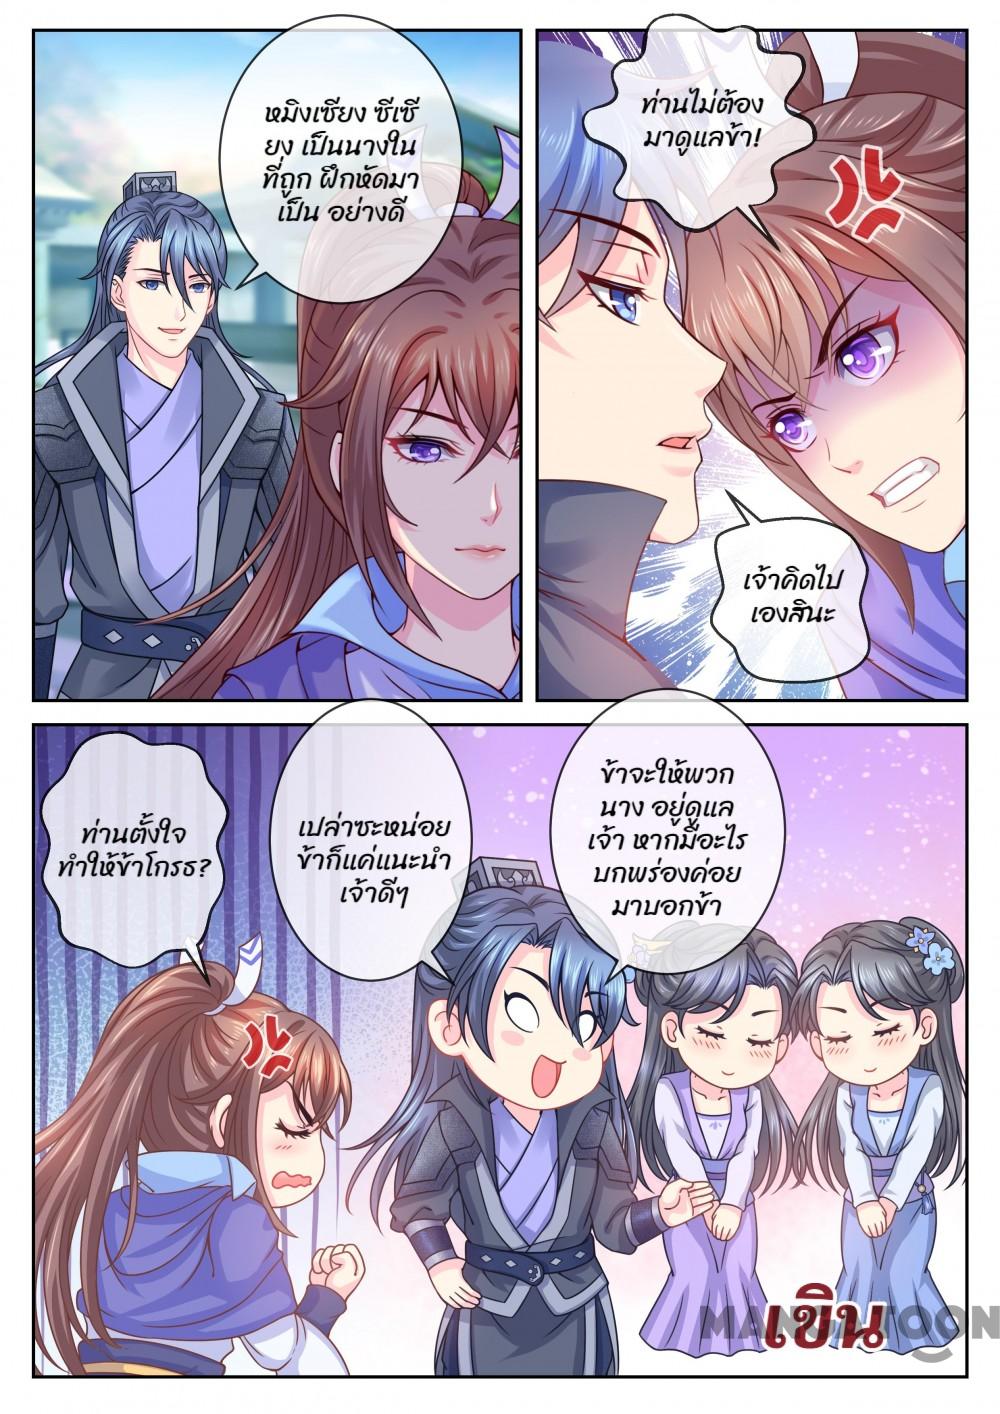 หมิงเซียง ซีเซี
ยง เป็นนางใน
ที่ถูก ฝึกหัดมา
เป็น อย่างดี
ท่านไม่ต้อง
มาดูแลข้า!
เจ้าคิดไป
เองสินะ
ท่านตั้งใจ
ทำให้ข้าโกรธ?
เปล่าซะหน่อย
ข้าก็แค่แนะนำ
เจ้าดีๆ
ข้าจะให้พวก
นาง อยู่ดูแล
เจ้า หากมีอะไร
บกพร่องค่อย
มาบอกข้า
เขิน
MANGATOON